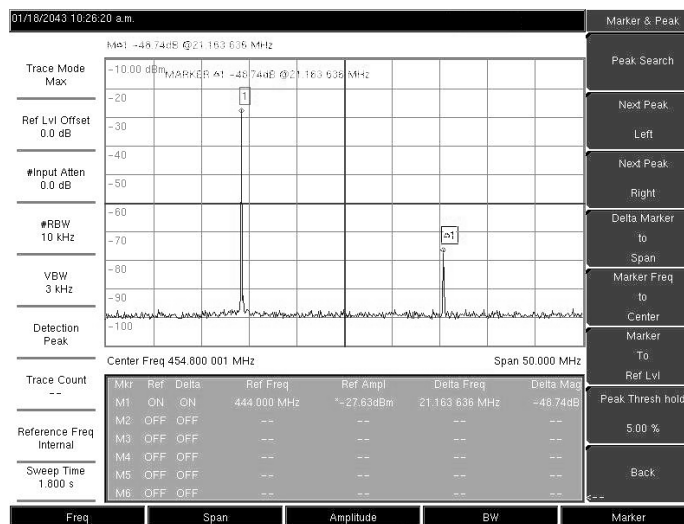 01/18/2043 10:26:20 a.m.
Marker & Peak
MΔ1 -48.74dB @21.163 636 MHz
Trace Mode
Max
-10.00 dBm
MARKER Δ1 -48.74dB @21.163 636 MHz
Peak Search
-20
1
Next Peak
Left
Ref Lvl Offset
0.0 dB
-30
-40
#Input Atten
0.0 dB
-50
Next Peak
Right
-60
#RBW
10 kHz
-70
Δ1
Delta Marker
to
Span
VBW
3 kHz
-80
-90
Marker Freq
to
Center
Detection
Peak
-100
Marker
To
Ref Lvl
Center Freq 454.800 001 MHz
Span 50.000 MHz
Trace Count
--
Mkr Ref Delta Ref Freq Ref Ampl Delta Freq Delta Mag
M1 ON ON 444.000 MHz *-27.63dBm 21.163 636 MHz -48.74dB
M2 OFF OFF -- -- -- --
M3 OFF OFF -- -- -- --
M4 OFF OFF -- -- -- --
M5 OFF OFF -- -- -- --
M6 OFF OFF -- -- -- --
Peak Thresh hold
5.00 %
Reference Freq
Internal
Sweep Time
1.800 s
Back
<--
Freq
Span
Amplitude
BW
Marker